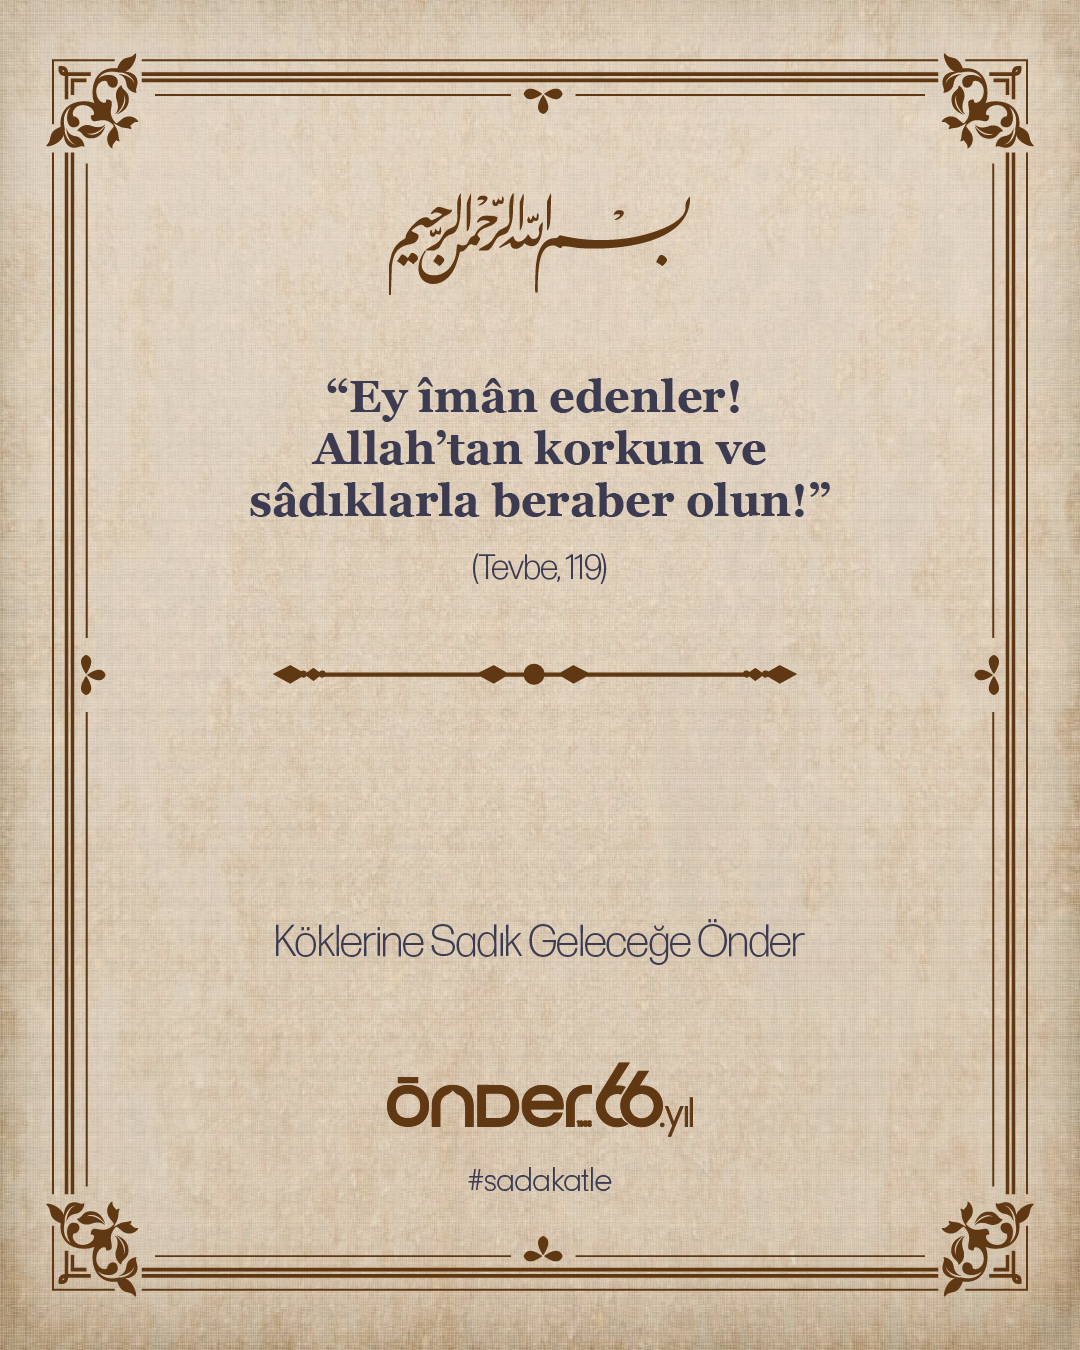 بسم الله الرحمن الرحيم
“Ey îmân edenler!
Allah’tan korkun ve
sâdıklarla beraber olun!”
(Tevbe, 119)
Köklerine Sadık Geleceğe Önder
önder 66.yıl
#sadakatle